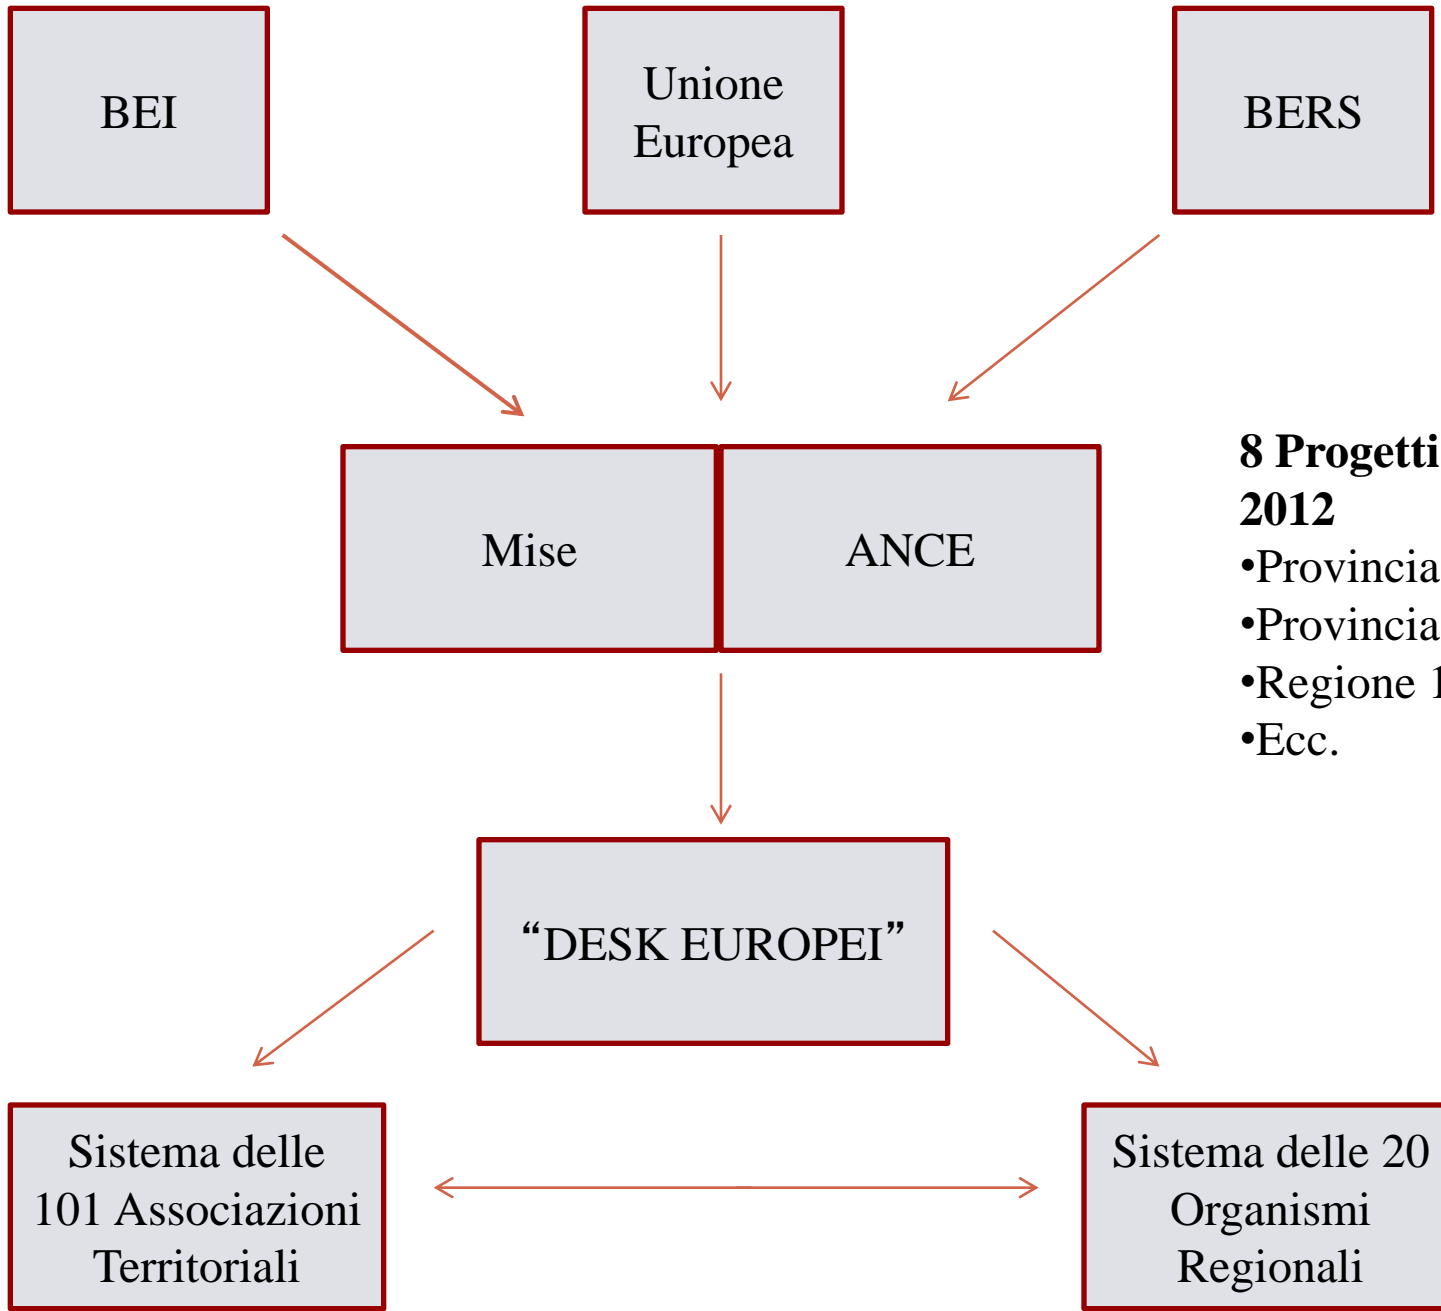 BEI
Unione
Europea
BERS
Mise
ANCE
8 Progetti
2012
•Provincia
•Provincia
•Regione 1
•Ecc.
“DESK EUROPEI”
Sistema delle
101 Associazioni
Territoriali
Sistema delle 20
Organismi
Regionali